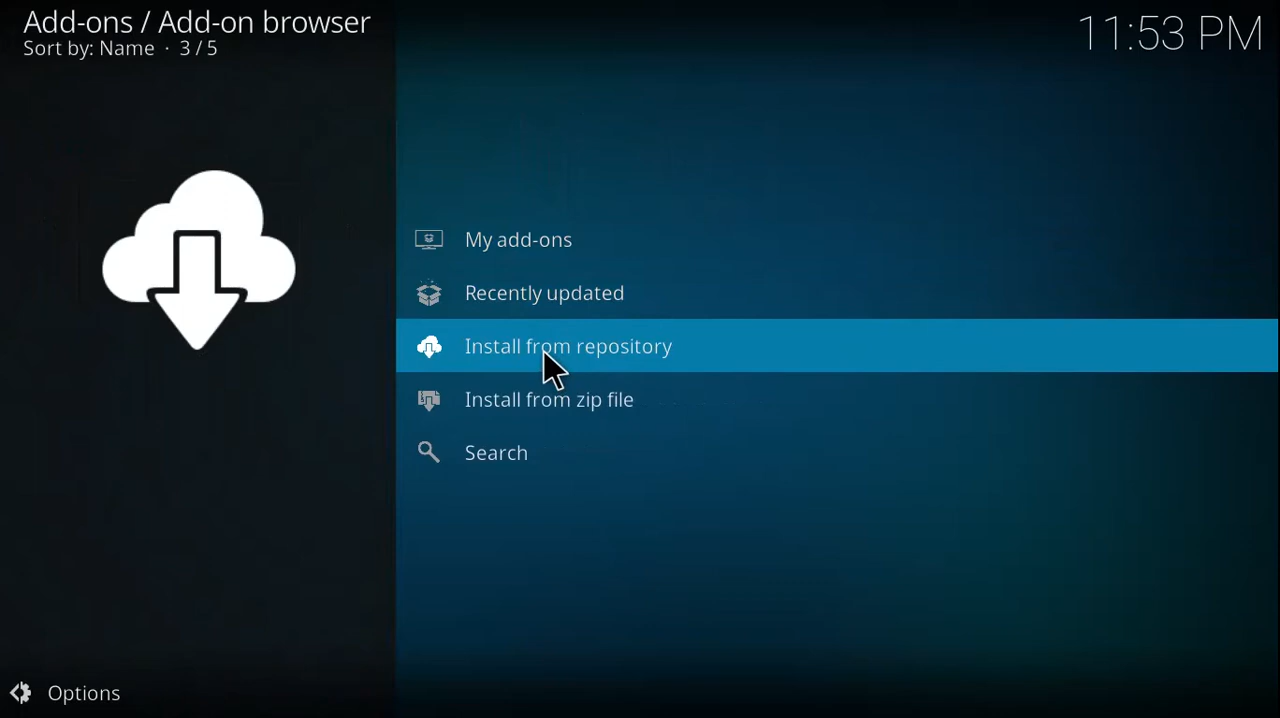 Add-ons / Add-on browser
Sort by: Name · 3 / 5
11:53 PM
My add-ons
Recently updated
Install from repository
Install from zip file
Search
Options